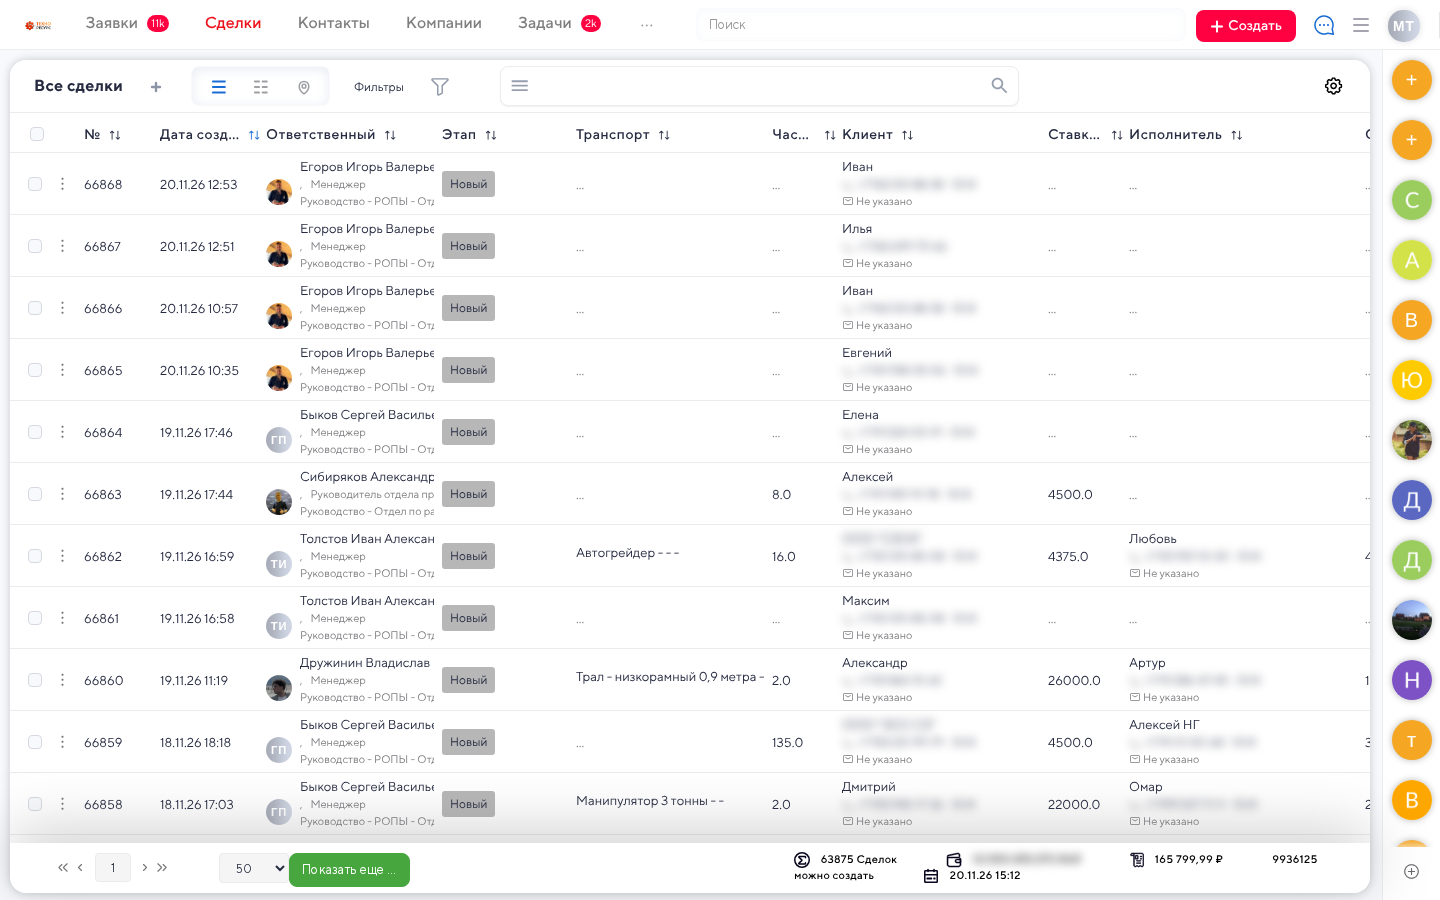 Заявки 11k Сделки Контакты Компании Задачи 2k ... Поиск + Создать МТ
Все сделки + Фильтры
№ Дата созд... Ответственный Этап Транспорт Час... Клиент Ставк... Исполнитель
Егоров Игорь Валерье Иван
66868 20.11.26 12:53 , Менеджер Новый ... ... ... ...
Руководство - РОПЫ - Отд Не указано
Егоров Игорь Валерье Илья
66867 20.11.26 12:51 , Менеджер Новый ... ... ... ...
Руководство - РОПЫ - Отд Не указано
Егоров Игорь Валерье Иван
66866 20.11.26 10:57 , Менеджер Новый ... ... ... ...
Руководство - РОПЫ - Отд Не указано
Егоров Игорь Валерье Евгений
66865 20.11.26 10:35 , Менеджер Новый ... ... ... ...
Руководство - РОПЫ - Отд Не указано
Быков Сергей Василье Елена
66864 19.11.26 17:46 ГП , Менеджер Новый ... ... ... ...
Руководство - РОПЫ - Отд Не указано
Сибиряков Александр Алексей
66863 19.11.26 17:44 , Руководитель отдела пр Новый ... 8.0 4500.0 ...
Руководство - Отдел по ра Не указано
Толстов Иван Алексан Любовь
66862 19.11.26 16:59 ТИ , Менеджер Новый Автогрейдер - - - 16.0 4375.0
Руководство - РОПЫ - Отд Не указано Не указано
Толстов Иван Алексан Максим
66861 19.11.26 16:58 ТИ , Менеджер Новый ... ... ... ...
Руководство - РОПЫ - Отд Не указано
Дружинин Владислав Александр Артур
66860 19.11.26 11:19 , Менеджер Новый Трал - низкорамный 0,9 метра - 2.0 26000.0
Руководство - РОПЫ - Отд Не указано Не указано
Быков Сергей Василье Алексей НГ
66859 18.11.26 18:18 ГП , Менеджер Новый ... 135.0 4500.0
Руководство - РОПЫ - Отд Не указано Не указано
Быков Сергей Василье Дмитрий Омар
66858 18.11.26 17:03 ГП , Менеджер Новый Манипулятор 3 тонны - - 2.0 22000.0
Руководство - РОПЫ - Отд Не указано Не указано
1 50 Показать еще ... 63875 Сделок 165 799,99 ₽ 9936125
можно создать 20.11.26 15:12
+
+
С
А
В
Ю
Д
Д
Н
т
В